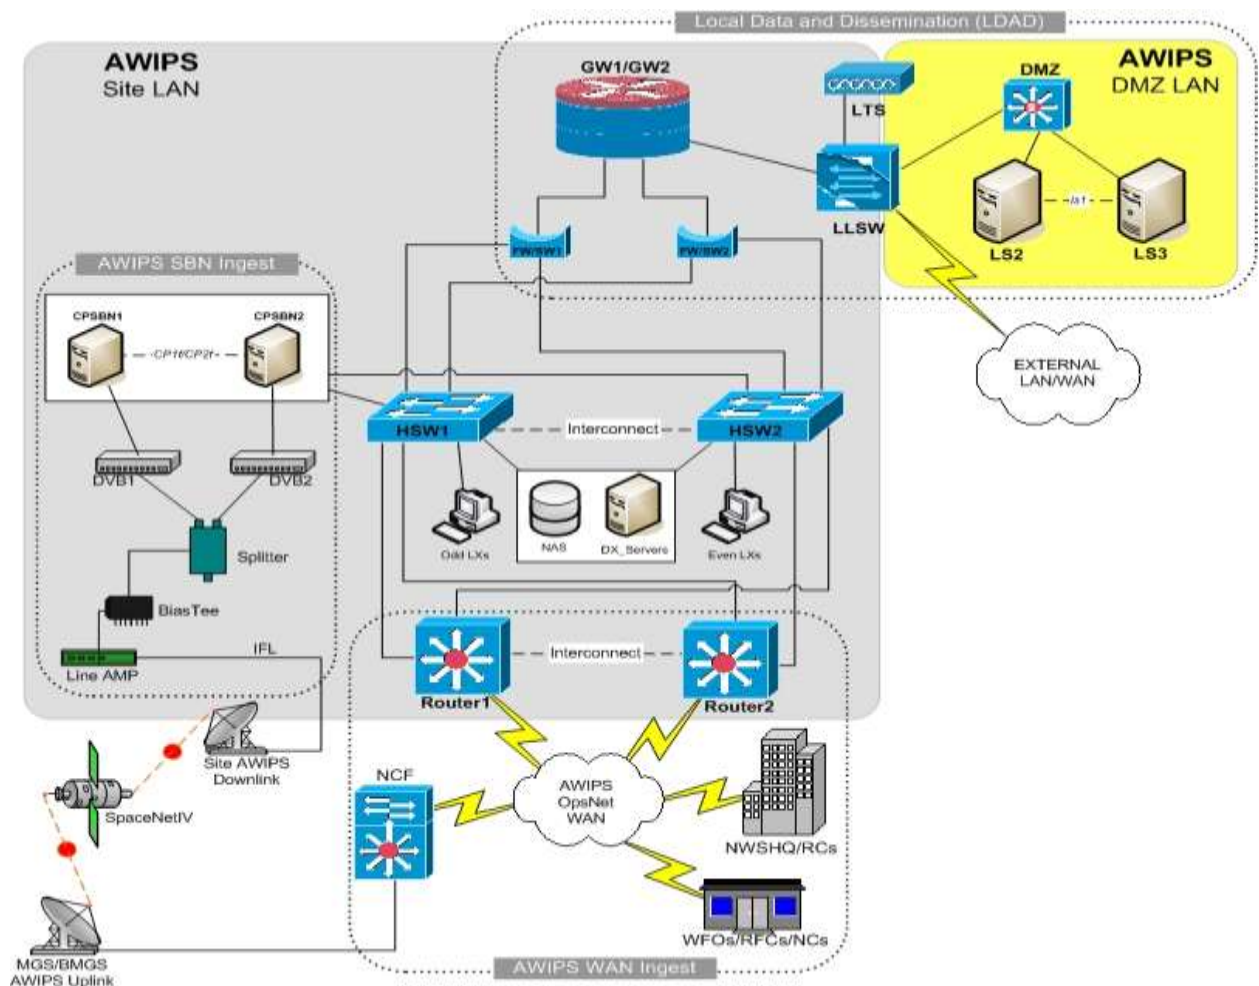 Local Data and Dissemination (LDAD)
AWIPS
Site LAN
GW1/GW2
LTS
DMZ
AWIPS
DMZ LAN
LLSW
ls1
LS2
LS3
FW/SW1
FW/SW2
AWIPS SBN Ingest
CPSBN1
CPSBN2
CP1f/CP2f
EXTERNAL
LAN/WAN
HSW1
Interconnect
HSW2
DVB1
DVB2
Odd LXs
NAS
DX_Servers
Even LXs
Splitter
BiasTee
IFL
Line AMP
Interconnect
Router1
Router2
Site AWIPS
Downlink
NCF
AWIPS
OpsNet
WAN
SpaceNetIV
NWSHQ/RCs
WFOs/RFCs/NCs
MGS/BMGS
AWIPS Uplink
AWIPS WAN Ingest